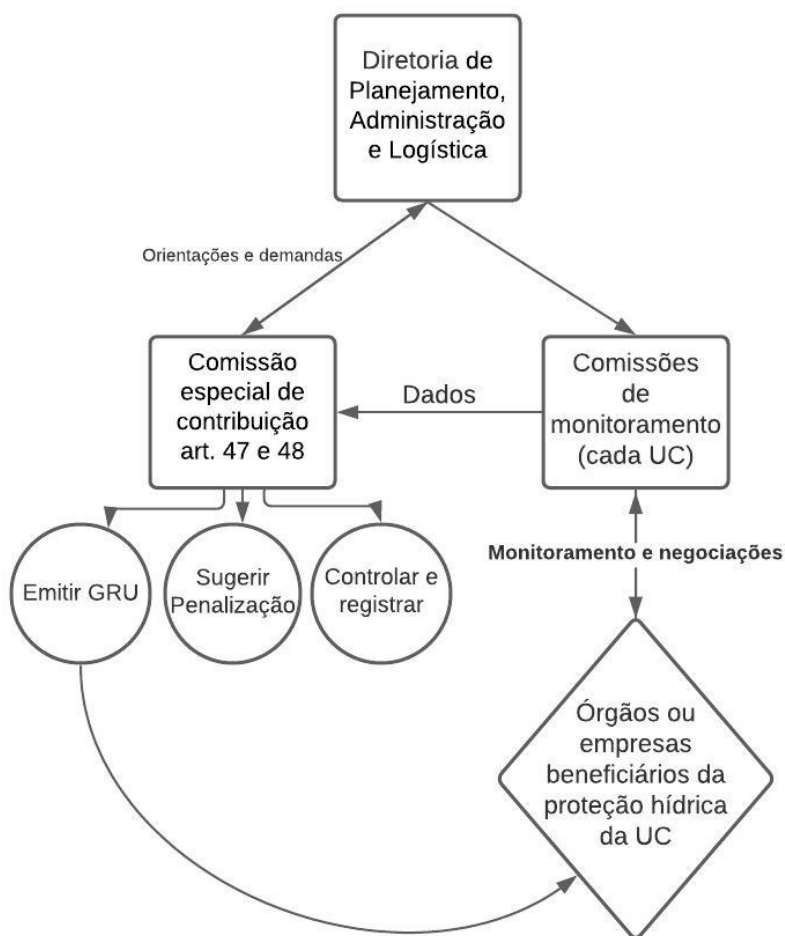 Diretoria de
Planejamento,
Administração
e Logística
Orientações e demandas
Comissão
especial de
contribuição
art. 47 e 48
Dados
Comissões
de
monitoramento
(cada UC)
Monitoramento e negociações
Emitir GRU
Sugerir
Penalização
Controlar e
registrar
Órgãos ou
empresas
beneficiários da
proteção hídrica
da UC